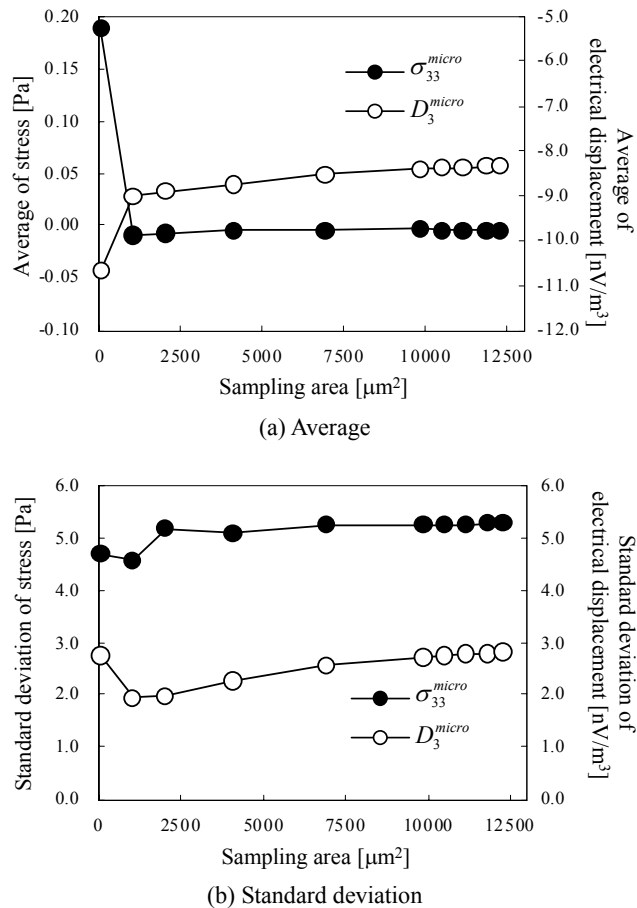 0.20
0.15
0.10
0.05
0.00
-0.05
-0.10
Average of stress [Pa]
-5.0
-6.0
-7.0
-8.0
-9.0
-10.0
-11.0
-12.0
Average of
electrical displacement [nV/m³]
σ₃₃ᵐⁱᶜʳᵒ
D₃ᵐⁱᶜʳᵒ
0 2500 5000 7500 10000 12500
Sampling area [μm²]
(a) Average
6.0
5.0
4.0
3.0
2.0
1.0
0.0
Standard deviation of stress [Pa]
6.0
5.0
4.0
3.0
2.0
1.0
0.0
Standard deviation of
electrical displacement [nV/m³]
σ₃₃ᵐⁱᶜʳᵒ
D₃ᵐⁱᶜʳᵒ
0 2500 5000 7500 10000 12500
Sampling area [μm²]
(b) Standard deviation